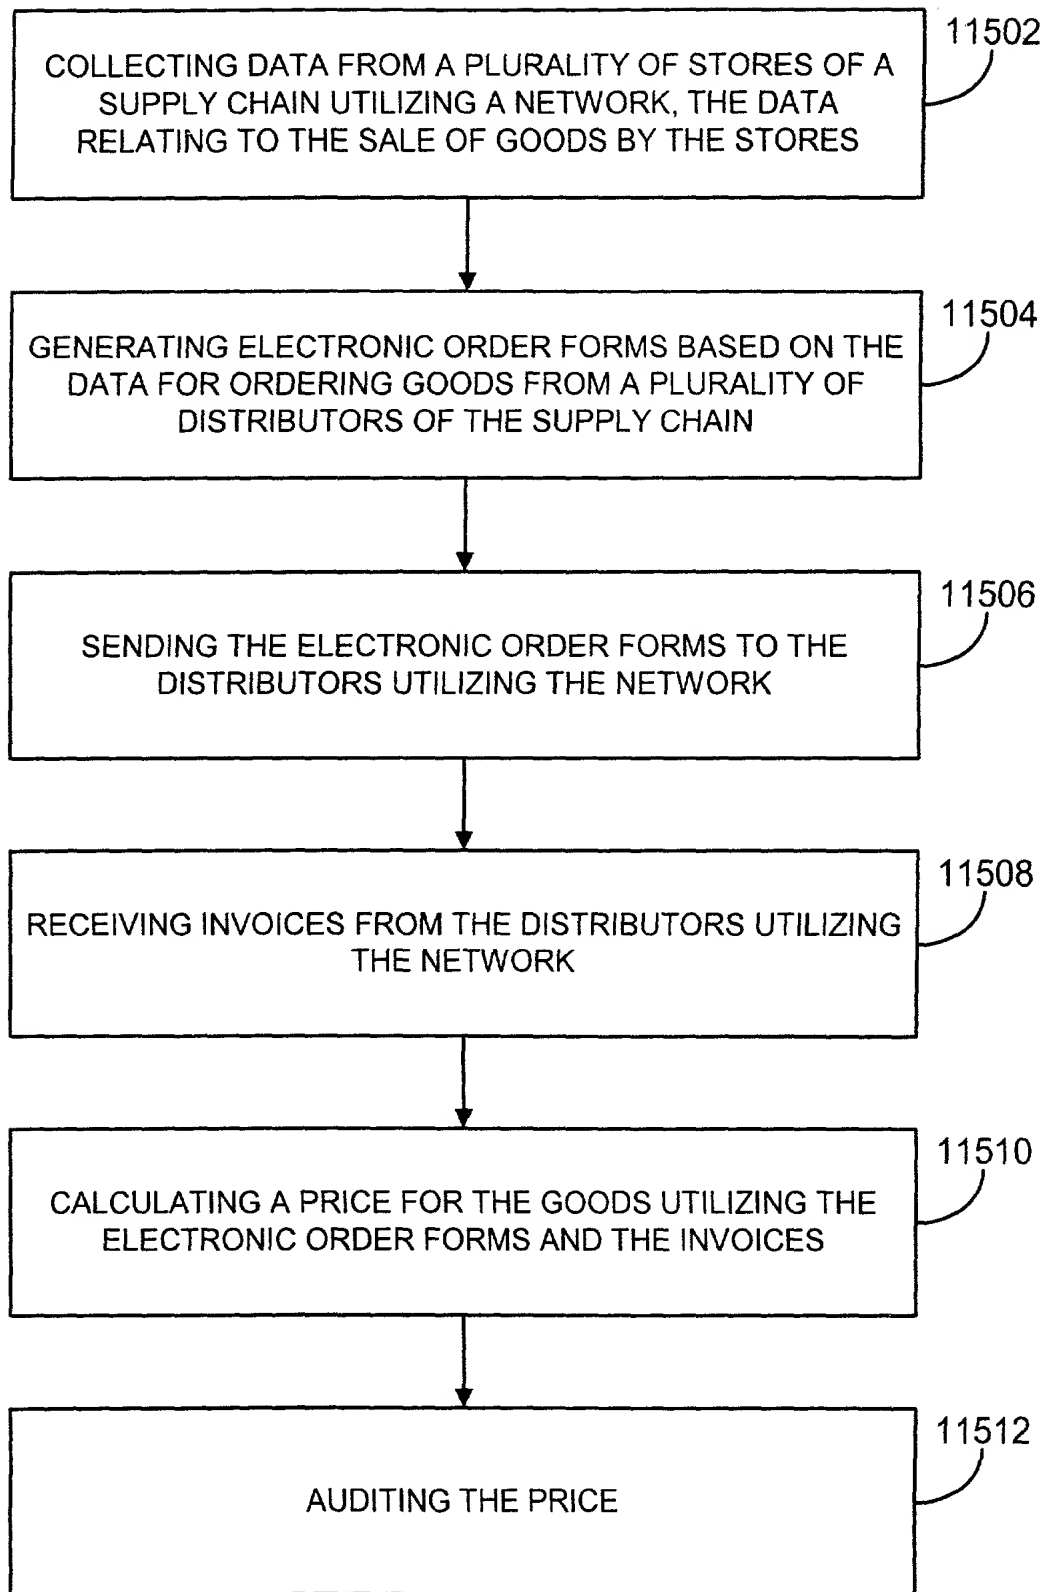 11502
COLLECTING DATA FROM A PLURALITY OF STORES OF A
SUPPLY CHAIN UTILIZING A NETWORK, THE DATA
RELATING TO THE SALE OF GOODS BY THE STORES
11504
GENERATING ELECTRONIC ORDER FORMS BASED ON THE
DATA FOR ORDERING GOODS FROM A PLURALITY OF
DISTRIBUTORS OF THE SUPPLY CHAIN
11506
SENDING THE ELECTRONIC ORDER FORMS TO THE
DISTRIBUTORS UTILIZING THE NETWORK
11508
RECEIVING INVOICES FROM THE DISTRIBUTORS UTILIZING
THE NETWORK
11510
CALCULATING A PRICE FOR THE GOODS UTILIZING THE
ELECTRONIC ORDER FORMS AND THE INVOICES
11512
AUDITING THE PRICE